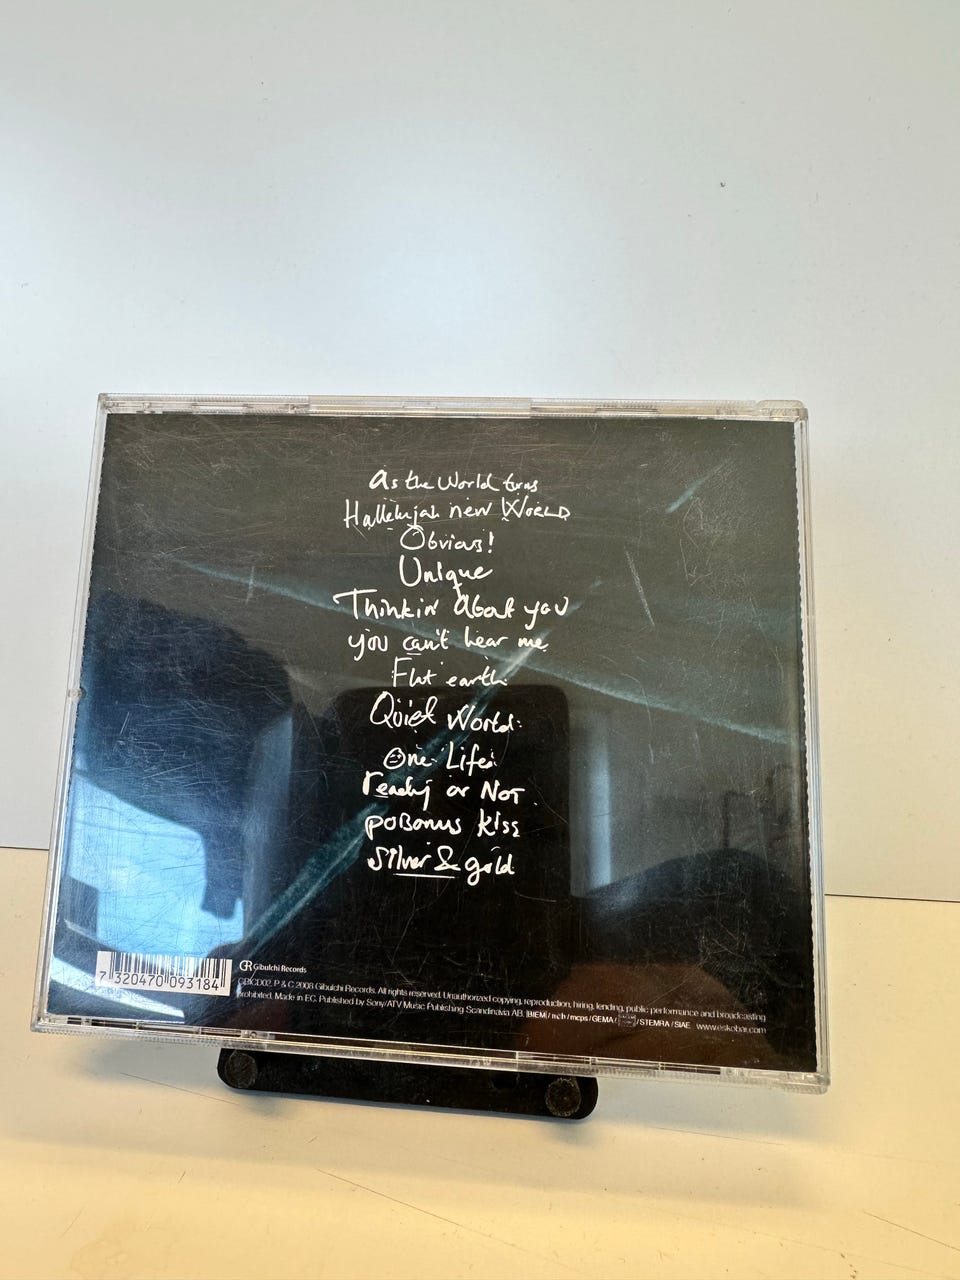 As the World turns
Hallelujah new World
Obvious!
Unique
Thinkin About you
you can't hear me
Flat earth
Quiet World
One Life
ready or Not
poisonus kiss
Silver & gold
GR Gibulchi Records
7 320470 093184
GRCD02. P & C 2008 Gibulchi Records. All rights reserved. Unauthorized copying, reproduction, hiring, lending, public performance and broadcasting
prohibited. Made in EC. Published by Sony/ATV Music Publishing Scandinavia AB. BIEM / ncb / mcps / GEMA / / STEMRA / SIAE www.eskobar.com